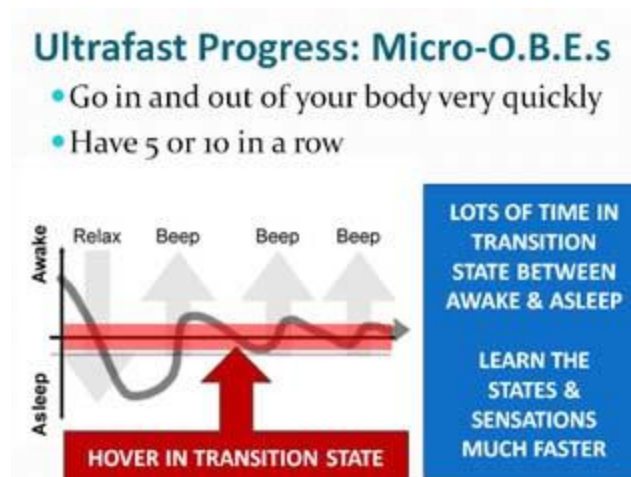 Ultrafast Progress: Micro-O.B.E.s
• Go in and out of your body very quickly
• Have 5 or 10 in a row
Awake
Asleep
Relax
Beep
Beep
Beep
HOVER IN TRANSITION STATE
LOTS OF TIME IN
TRANSITION
STATE BETWEEN
AWAKE & ASLEEP
LEARN THE
STATES &
SENSATIONS
MUCH FASTER